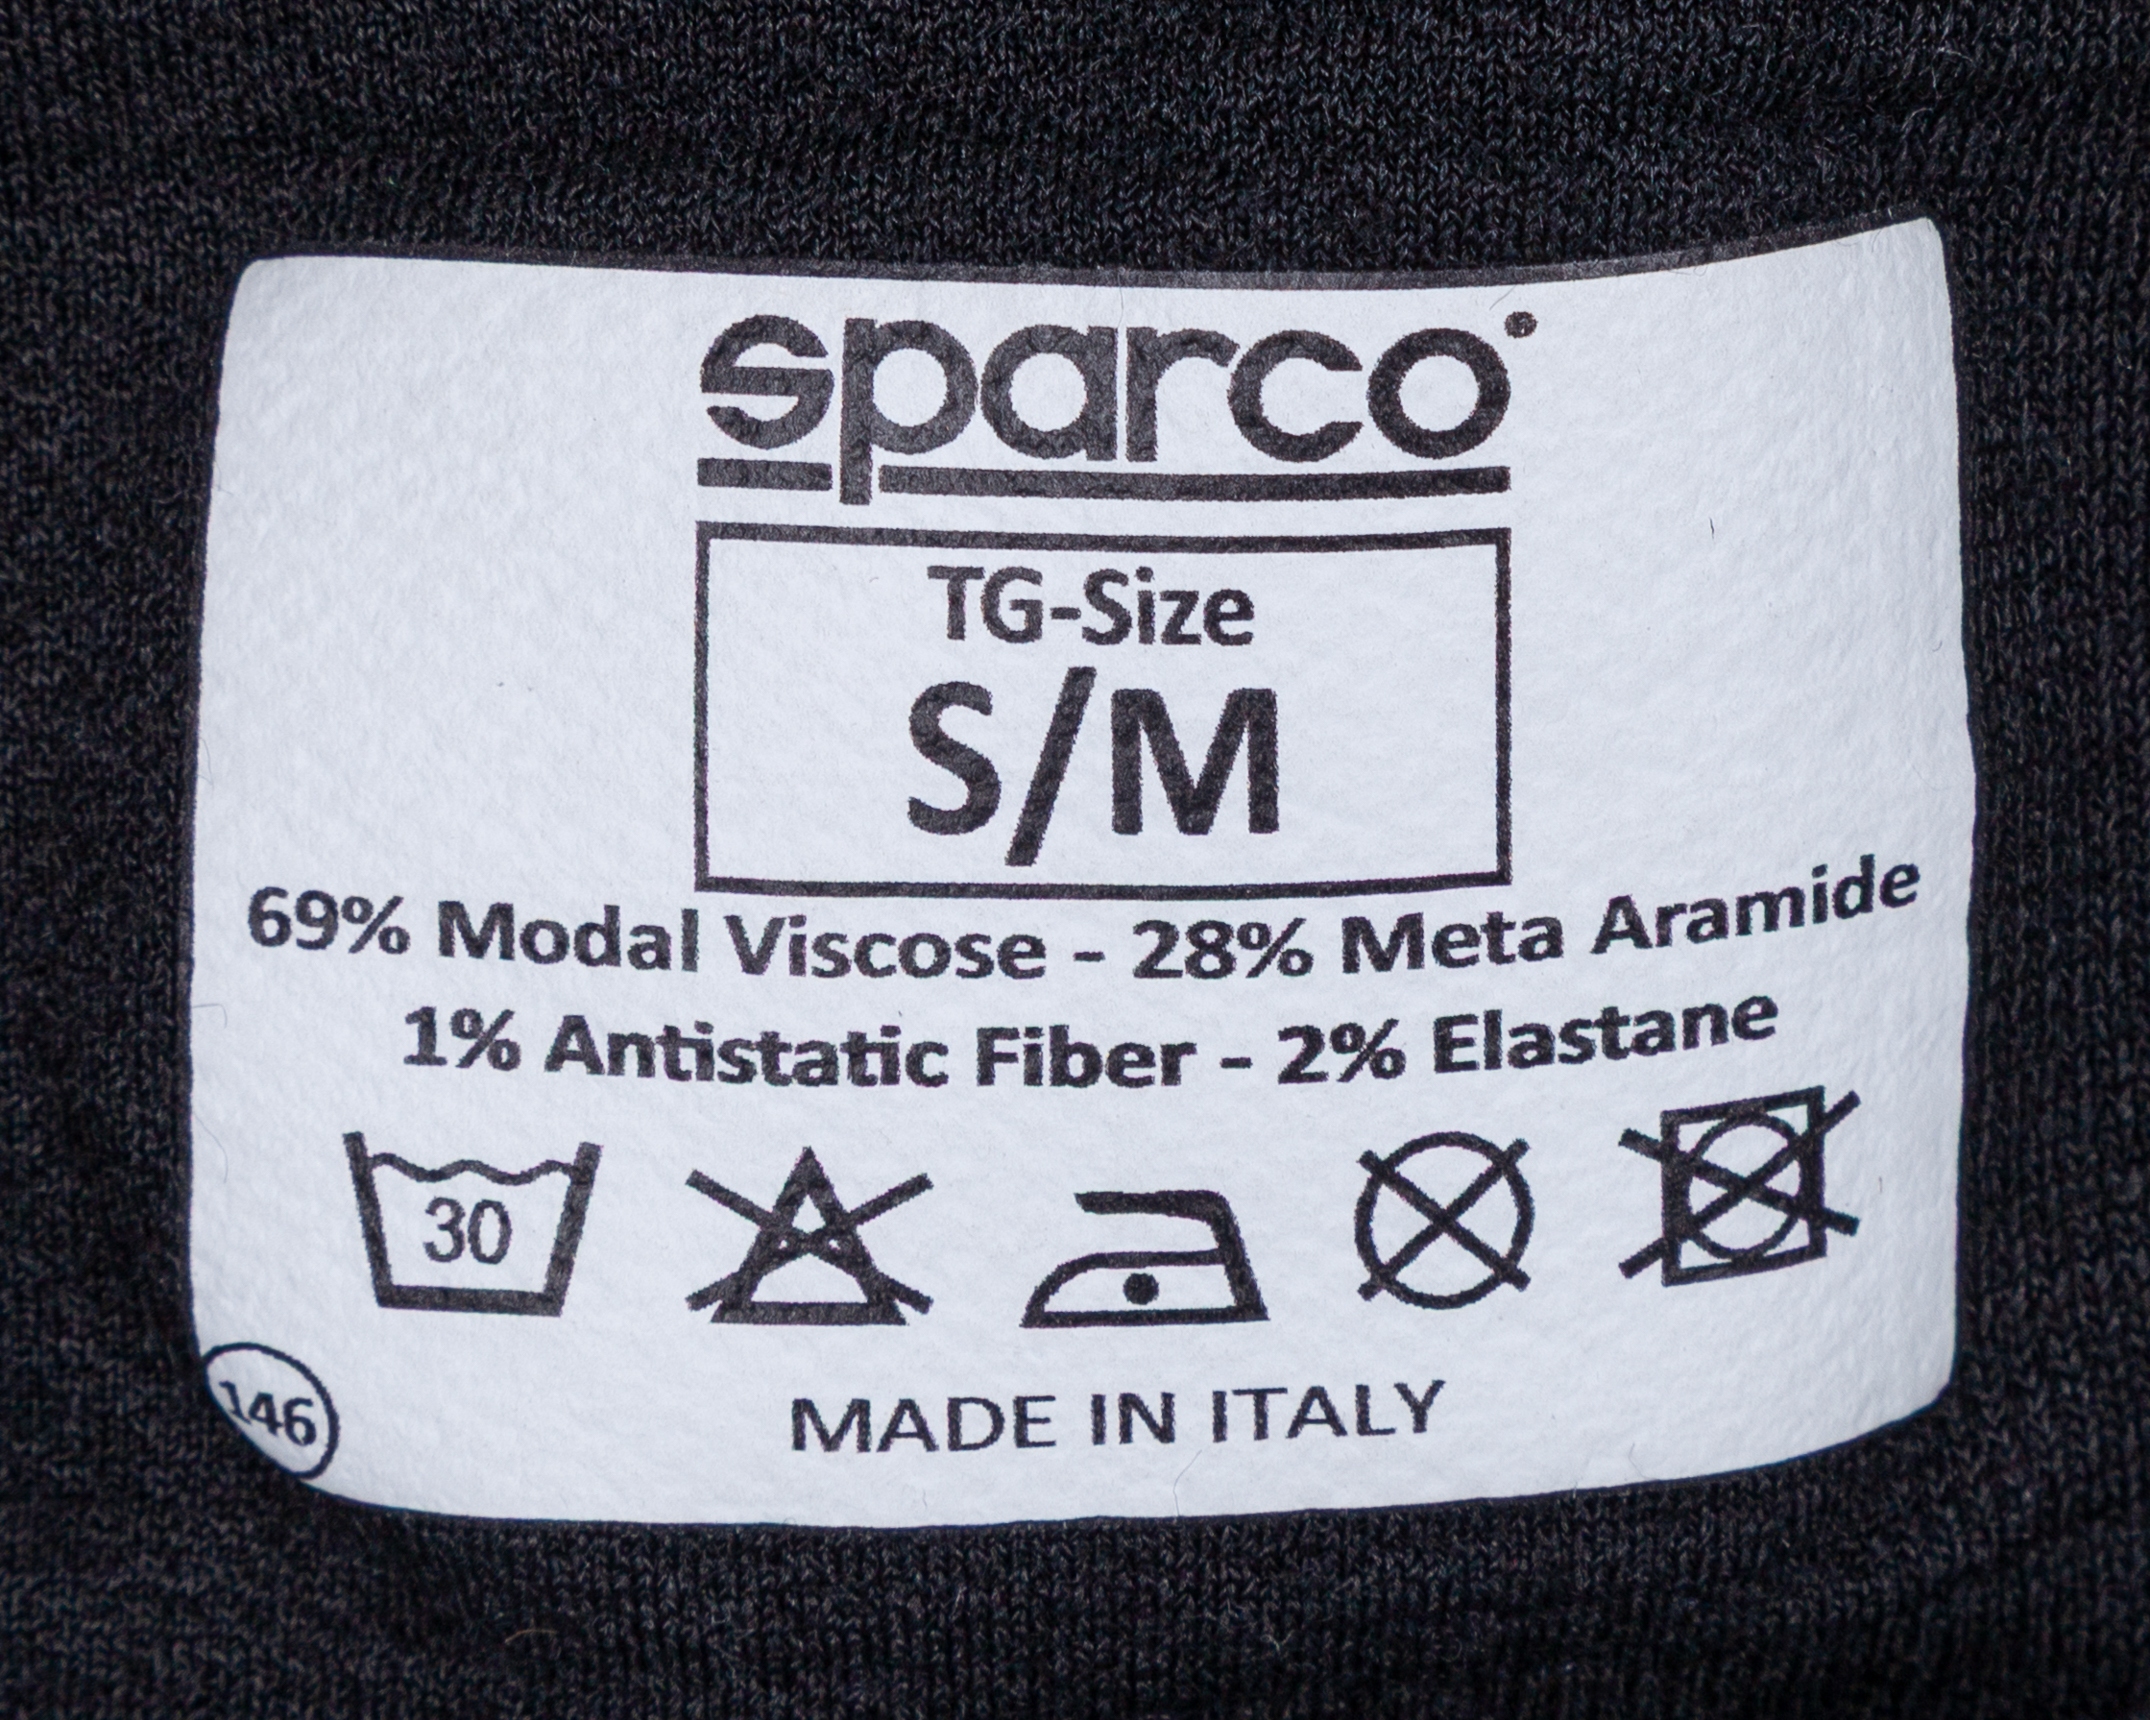 sparco
TG-Size
S/M
69% Modal Viscose - 28% Meta Aramide
1% Antistatic Fiber - 2% Elastane
30
146
MADE IN ITALY